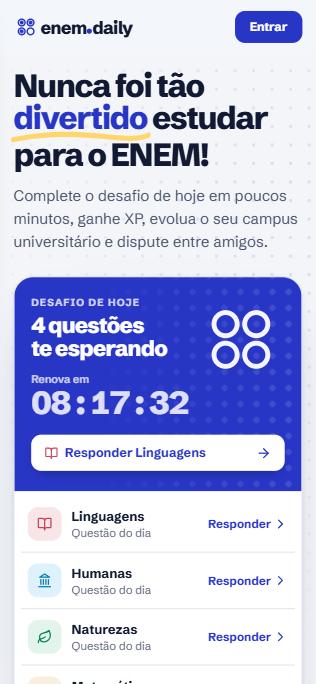 enem.daily
Entrar
Nunca foi tão
divertido estudar
para o ENEM!
Complete o desafio de hoje em poucos
minutos, ganhe XP, evolua o seu campus
universitário e dispute entre amigos.
DESAFIO DE HOJE
4 questões
te esperando
Renova em
08:17:32
Responder Linguagens
Linguagens
Questão do dia
Responder
Humanas
Questão do dia
Responder
Naturezas
Questão do dia
Responder